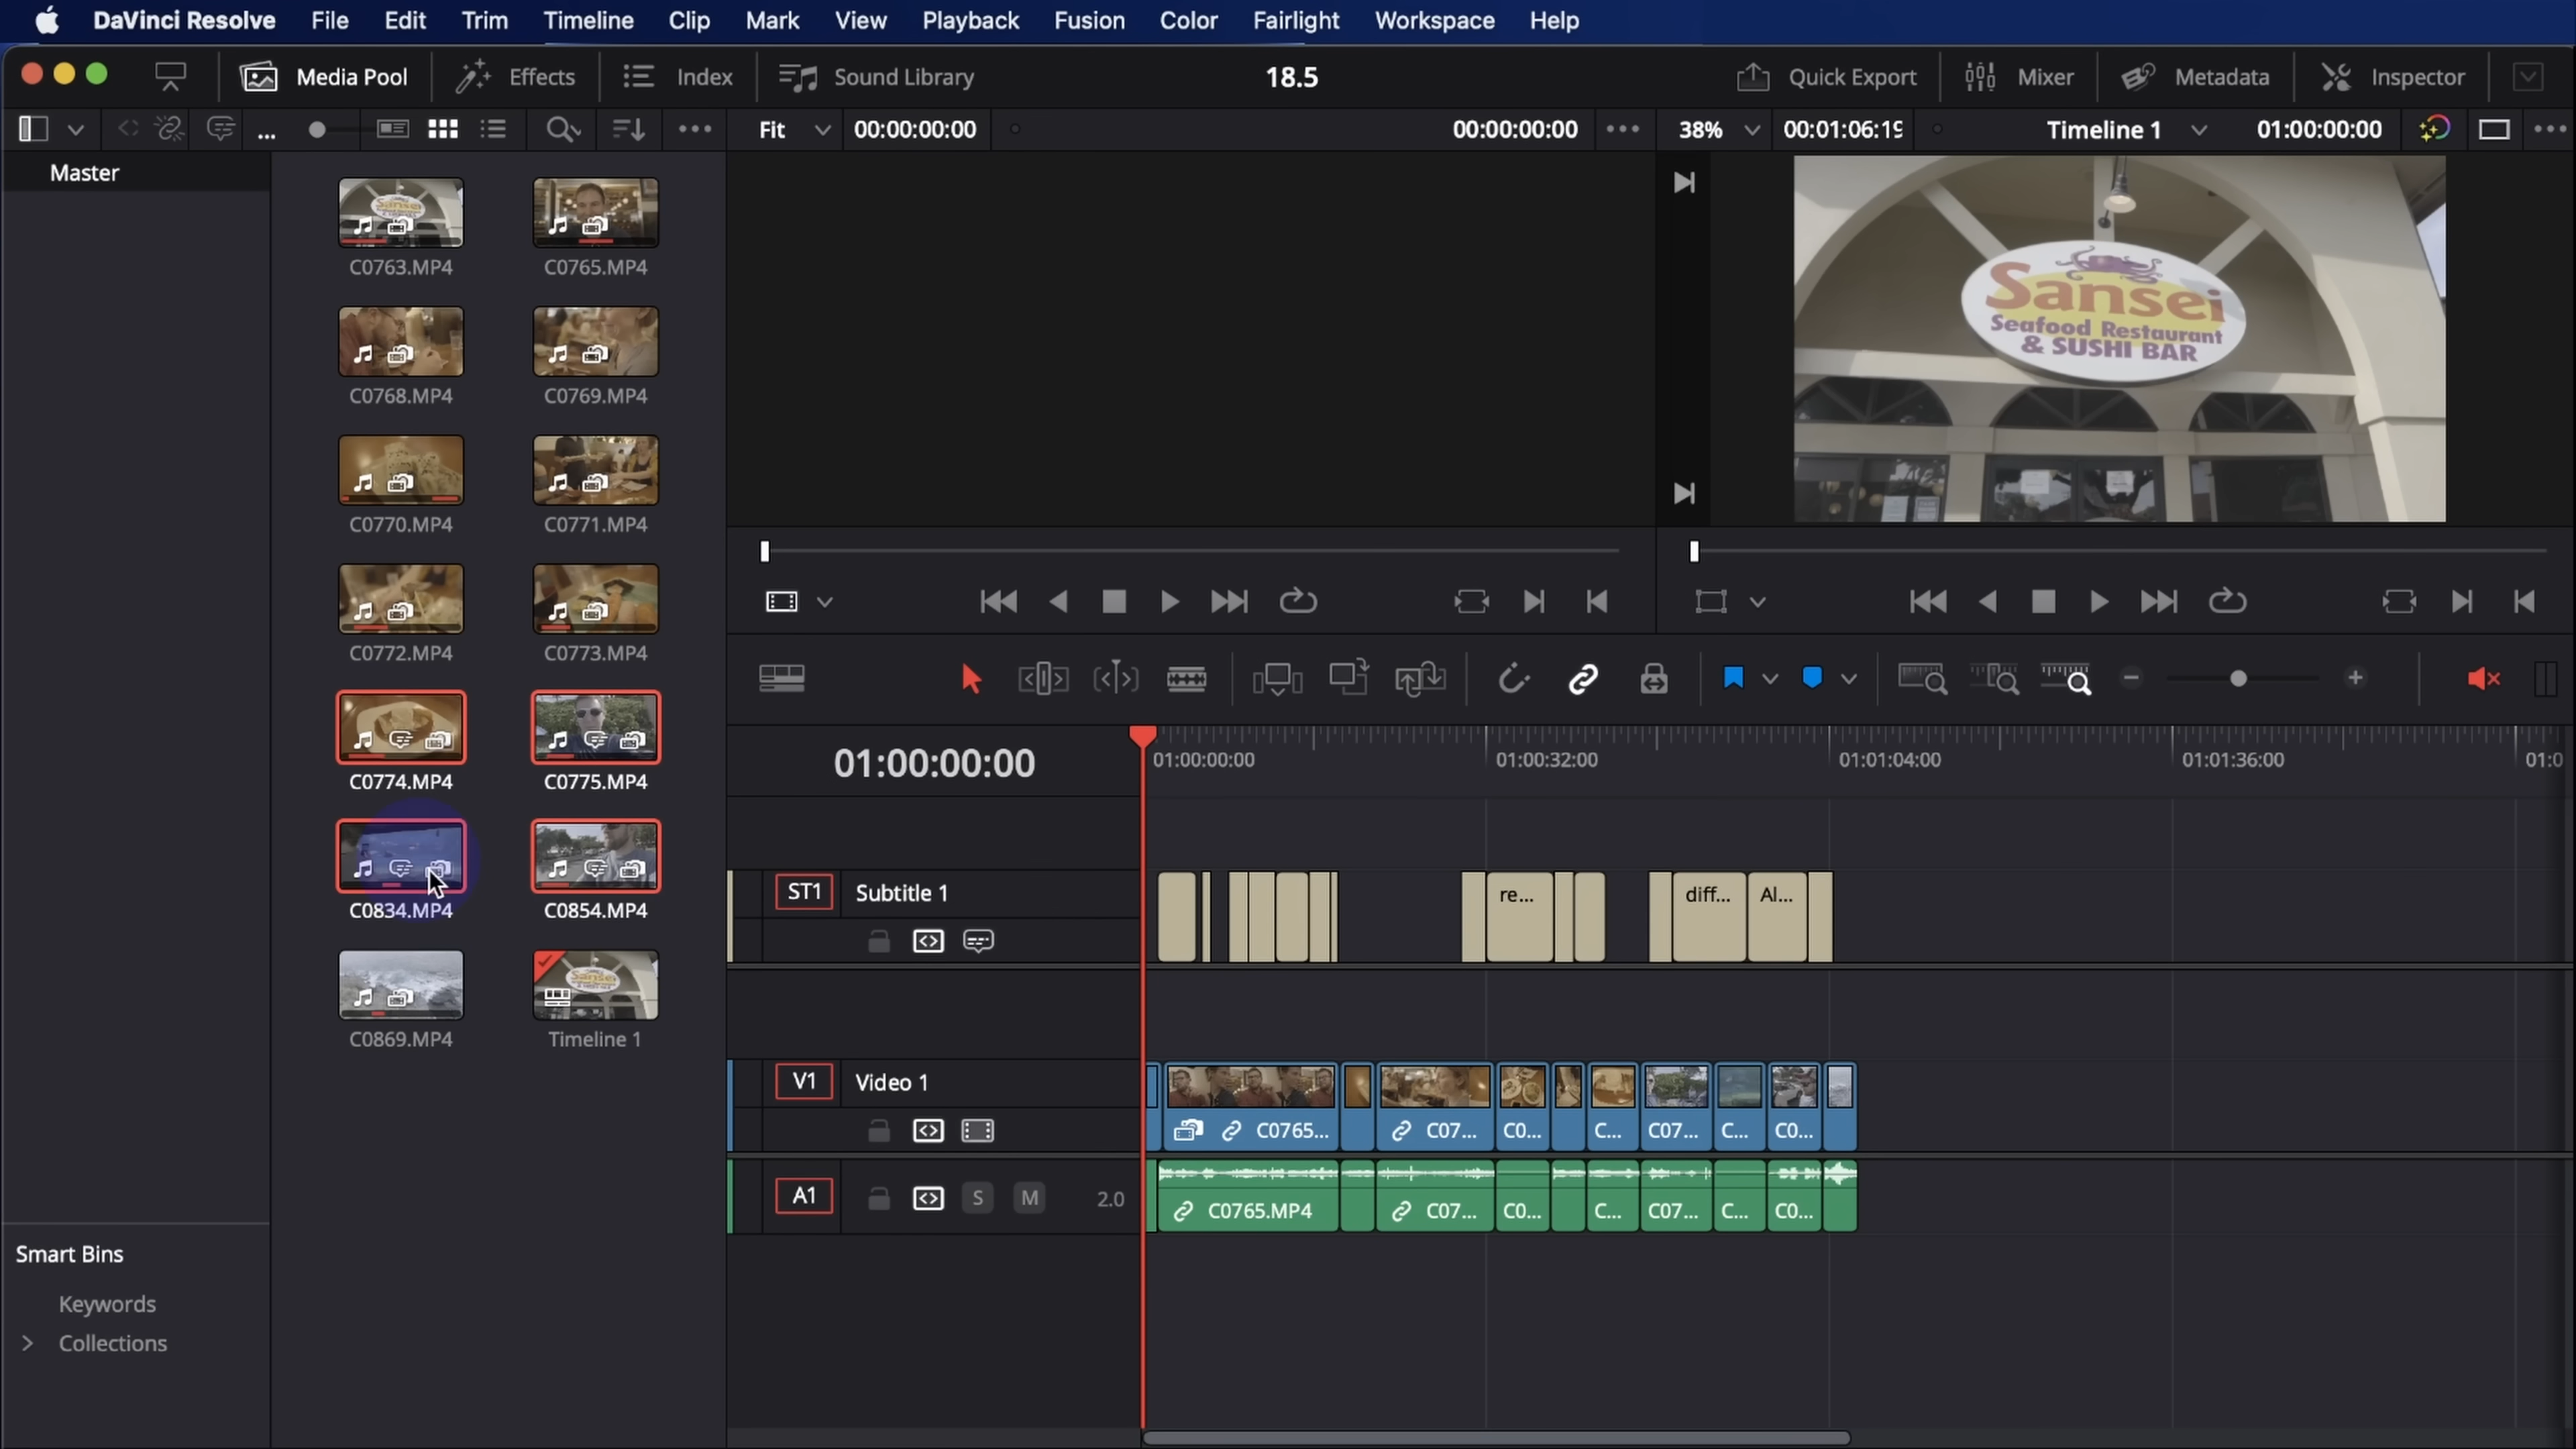 DaVinci Resolve File Edit Trim Timeline Clip Mark View Playback Fusion Color Fairlight Workspace Help
Media Pool Effects Index Sound Library 18.5 Quick Export Mixer Metadata Inspector
... Fit 00:00:00:00 00:00:00:00 38% 00:01:06:19 Timeline 1 01:00:00:00
Master
C0763.MP4 C0765.MP4
C0768.MP4 C0769.MP4
C0770.MP4 C0771.MP4
C0772.MP4 C0773.MP4
C0774.MP4 C0775.MP4
C0834.MP4 C0854.MP4
C0869.MP4 Timeline 1
Smart Bins
Keywords
Collections
Sansei
Seafood Restaurant
& SUSHI BAR
01:00:00:00 01:00:00:00 01:00:32:00 01:01:04:00 01:01:36:00 01:0
ST1 Subtitle 1 re... diff... Al...
V1 Video 1
C0765... C07... C0... C... C07... C... C0...
A1 S M 2.0
C0765.MP4 C07... C0... C... C07... C... C0...